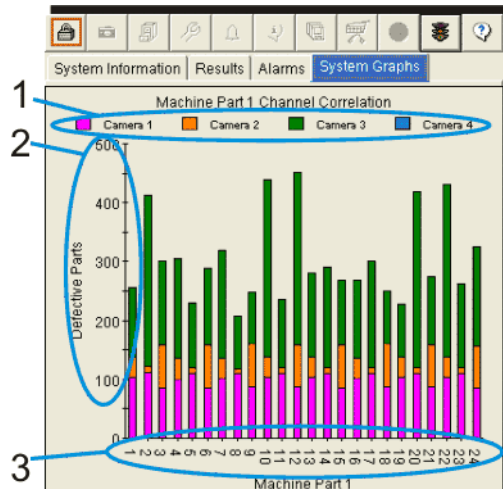 System Information Results Alarms System Graphs
1
Machine Part 1 Channel Correlation
Camera 1 Camera 2 Camera 3 Camera 4
2
500
400
300
200
100
0
Defective Parts
1 2 3 4 5 6 7 8 9 10 11 12 13 14 15 16 17 18 19 20 21 22 23 24
3
Machine Part 1